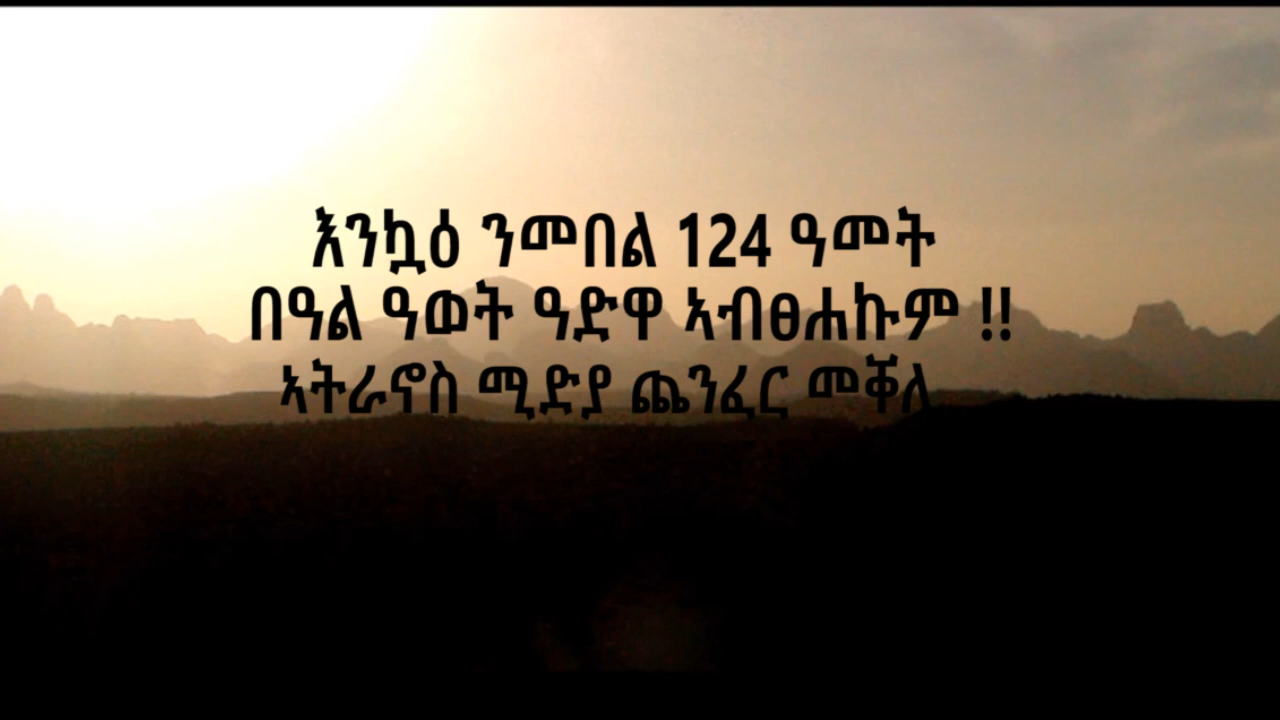 እንኳዕ ንመበል 124 ዓመት
በዓል ዓወት ዓድዋ ኣብፀሐኩም !!
ኣትራኖስ ሚድያ ጨንፈር መቐለ